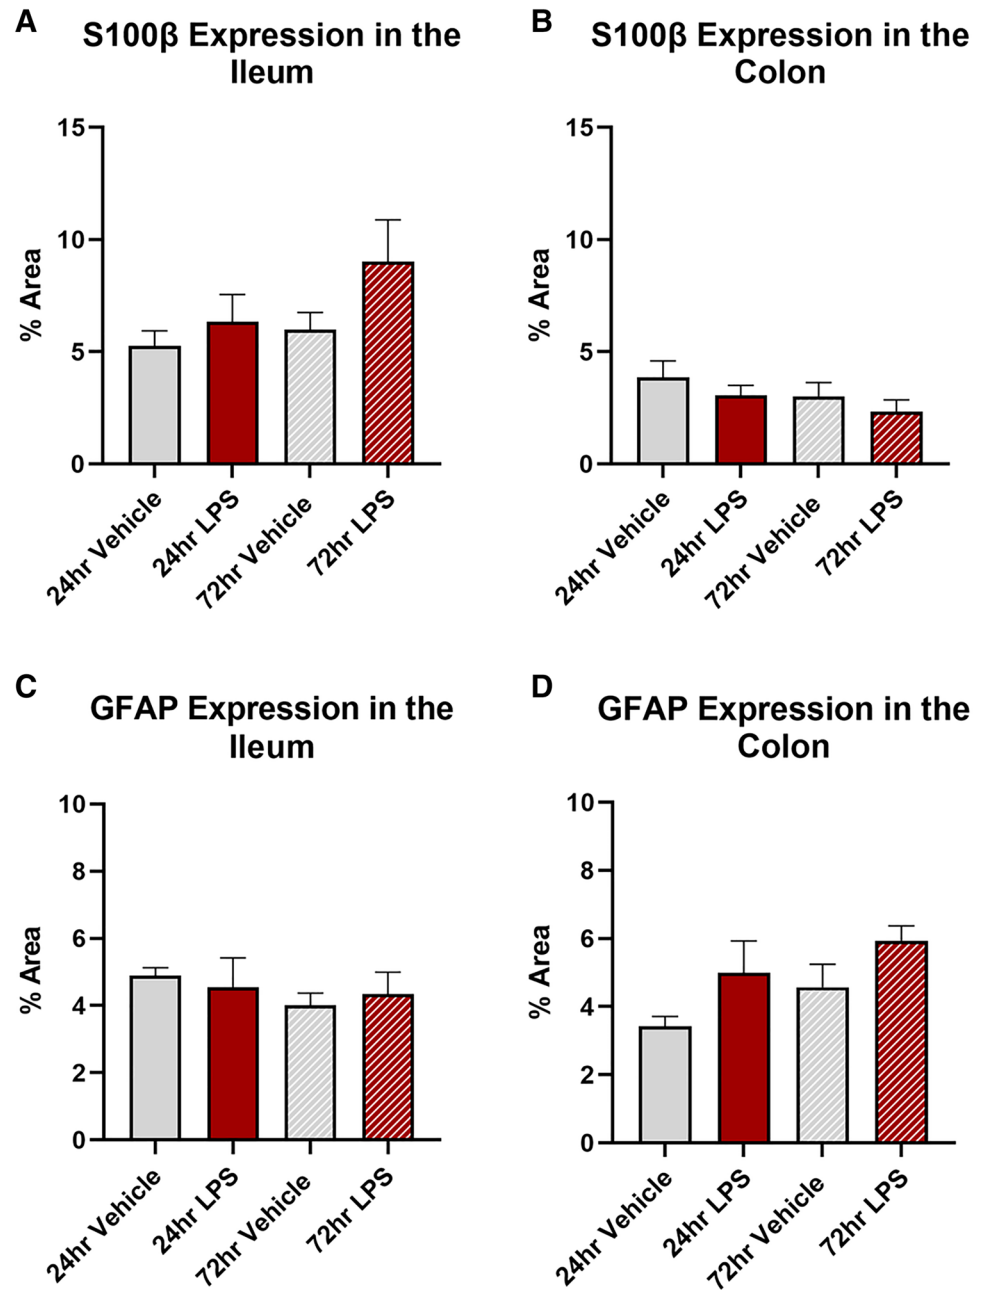 A
S100β Expression in the
Ileum
15
10
5
0
% Area
24hr Vehicle
24hr LPS
72hr Vehicle
72hr LPS
B
S100β Expression in the
Colon
15
10
5
0
% Area
24hr Vehicle
24hr LPS
72hr Vehicle
72hr LPS
C
GFAP Expression in the
Ileum
10
8
6
4
2
0
% Area
24hr Vehicle
24hr LPS
72hr Vehicle
72hr LPS
D
GFAP Expression in the
Colon
10
8
6
4
2
0
% Area
24hr Vehicle
24hr LPS
72hr Vehicle
72hr LPS